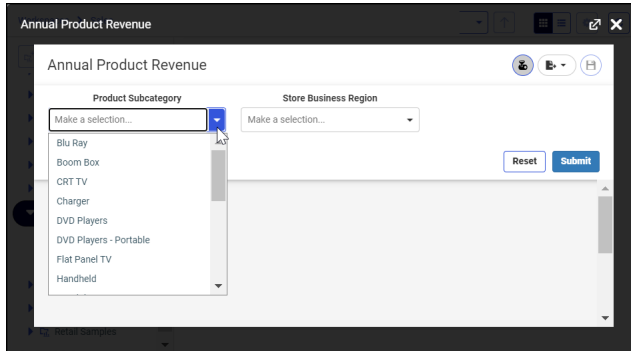 Annual Product Revenue
Annual Product Revenue
Product Subcategory
Store Business Region
Make a selection...
Make a selection...
Blu Ray
Boom Box
CRT TV
Charger
DVD Players
DVD Players - Portable
Flat Panel TV
Handheld
Reset
Submit
Retail Samples